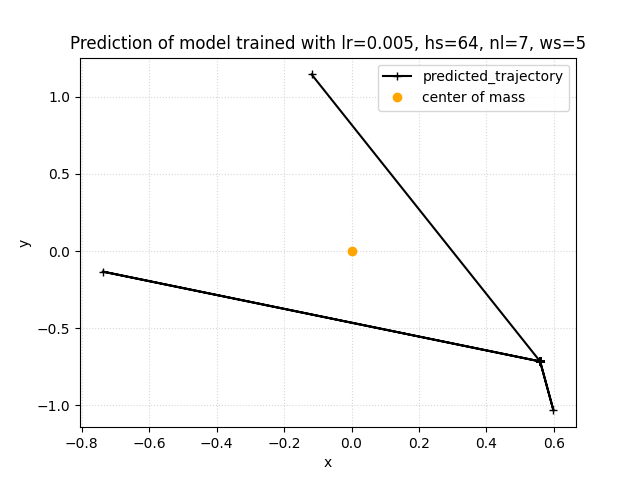 Prediction of model trained with lr=0.005, hs=64, nl=7, ws=5
predicted_trajectory
center of mass
1.0
0.5
0.0
−0.5
−1.0
y
−0.8 −0.6 −0.4 −0.2 0.0 0.2 0.4 0.6
x